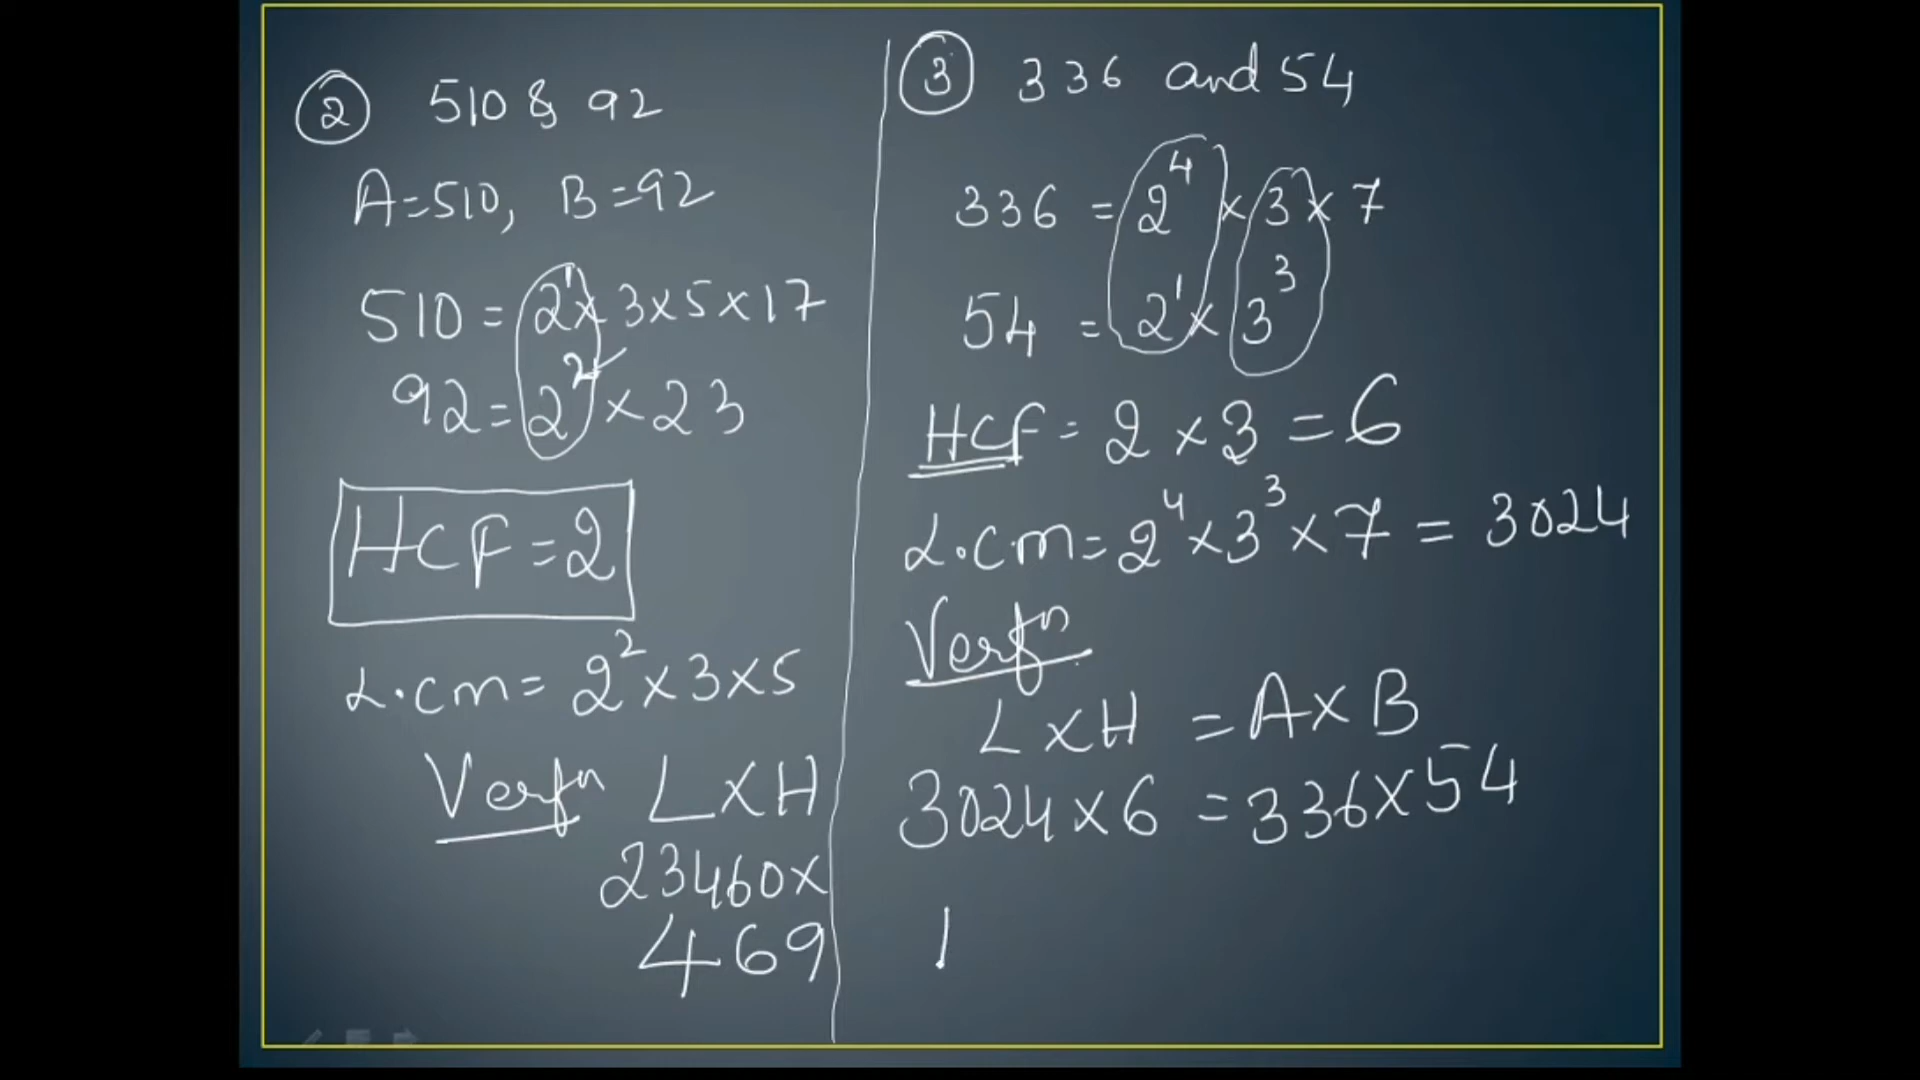 ② 510 & 92
A=510, B=92
510 = 2¹×3×5×17
92=2²×23
HCF=2
L.cm= 2²×3×5
Verfⁿ L×H
23460×
469
③ 336 and 54
336 = 2⁴×3×7
54 = 2¹×3³
HCF= 2×3=6
L.cm=2⁴×3³×7= 3024
Verfⁿ
L×H = A×B
3024×6 =336×54
1